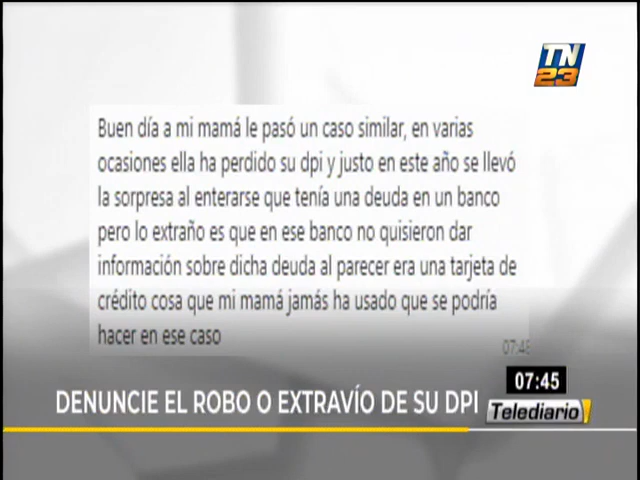 TN
23
Buen día a mi mamá le pasó un caso similar, en varias
ocasiones ella ha perdido su dpi y justo en este año se llevó
la sorpresa al enterarse que tenía una deuda en un banco
pero lo extraño es que en ese banco no quisieron dar
información sobre dicha deuda al parecer era una tarjeta de
crédito cosa que mi mamá jamás ha usado que se podría
hacer en ese caso
07:45
DENUNCIE EL ROBO O EXTRAVÍO DE SU DPI
Telediario